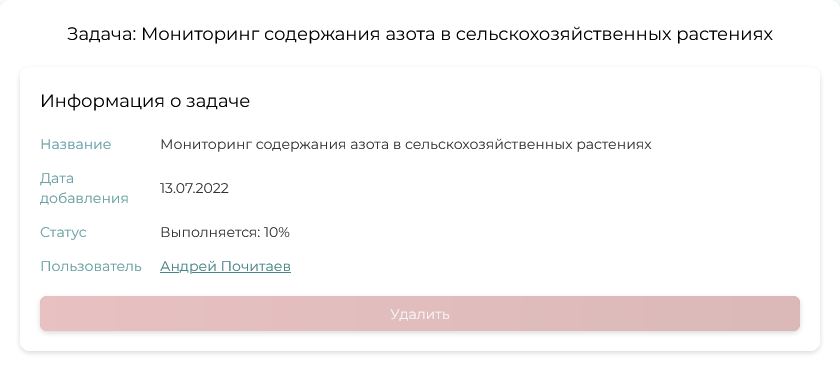 Задача: Мониторинг содержания азота в сельскохозяйственных растениях
Информация о задаче
Название Мониторинг содержания азота в сельскохозяйственных растениях
Дата
добавления 13.07.2022
Статус Выполняется: 10%
Пользователь Андрей Почитаев
Удалить